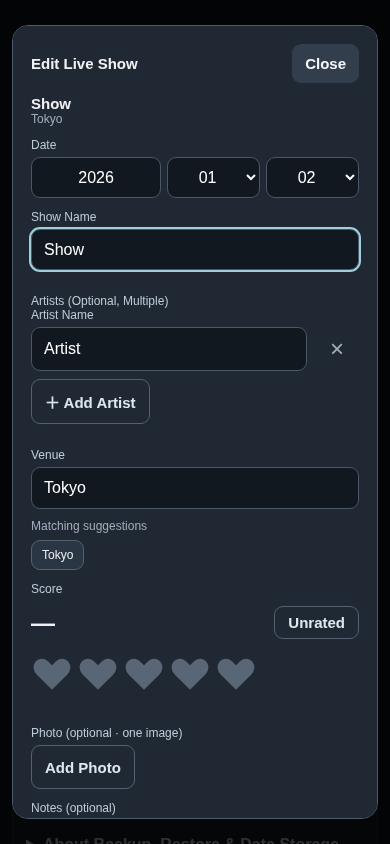 Edit Live Show
Close
Show
Tokyo
Date
2026
01
02
Show Name
Show
Artists (Optional, Multiple)
Artist Name
Artist
×
+ Add Artist
Venue
Tokyo
Matching suggestions
Tokyo
Score
—
Unrated
Photo (optional · one image)
Add Photo
Notes (optional)
About Backup, Restore & Data Storage